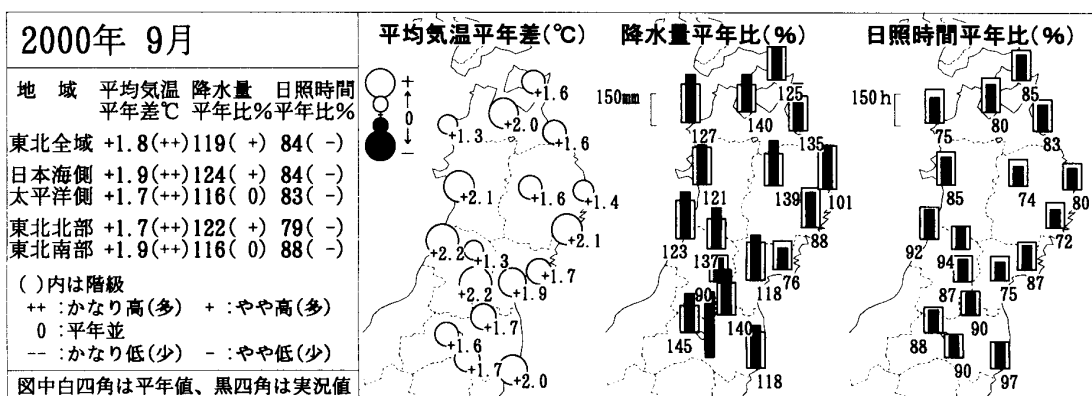 2000年 9月
地 域 平均気温 降水量 日照時間
平年差℃ 平年比% 平年比%
東北全域 +1.8(++) 119( +) 84( -)
日本海側 +1.9(++) 124( +) 84( -)
太平洋側 +1.7(++) 116( 0) 83( -)
東北北部 +1.7(++) 122( +) 79( -)
東北南部 +1.9(++) 116( 0) 88( -)
( )内は階級
++ :かなり高(多) + :やや高(多)
0 :平年並
-- :かなり低(少) - :やや低(少)
図中白四角は平年値、黒四角は実況値
平均気温平年差(℃)
+
0
-
+1.6
+2.0
+1.3
+1.6
+2.1
+1.6
+1.4
+2.1
+2.2
+1.3
+1.7
+2.2
+1.9
+1.7
+1.6
+1.7
+2.0
降水量平年比(%)
150mm
125
127
140
135
121
139
101
88
123
137
76
118
90
140
145
118
日照時間平年比(%)
150h
85
75
80
83
85
74
80
72
92
94
87
87
75
90
88
90
97